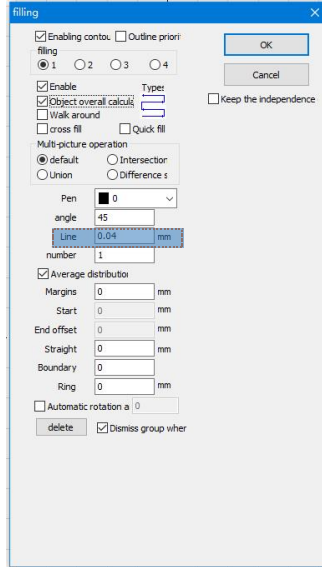 filling
Enabling contou Outline priorit
OK
filling
1 2 3 4
Cancel
Enable Type:
Keep the independence
Object overall calcula
Walk around
cross fill Quick fill
Multi-picture operation
default Intersection
Union Difference s
Pen 0
angle 45
Line 0.04 mm
number 1
Average distribution
Margins 0 mm
Start 0 mm
End offset 0 mm
Straight 0 mm
Boundary 0
Ring 0 mm
Automatic rotation a 0
delete Dismiss group wher